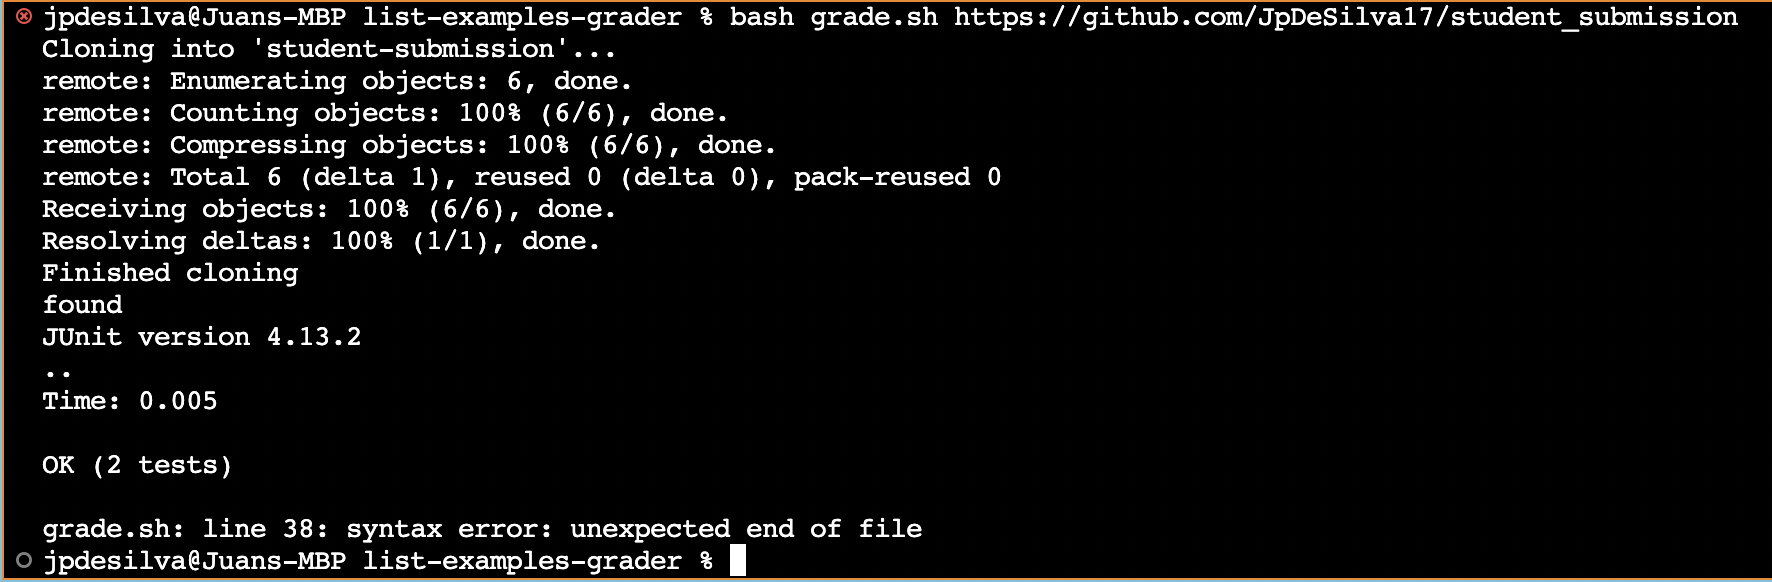 jpdesilva@Juans-MBP list-examples-grader % bash grade.sh https://github.com/JpDeSilva17/student_submission
Cloning into 'student-submission'...
remote: Enumerating objects: 6, done.
remote: Counting objects: 100% (6/6), done.
remote: Compressing objects: 100% (6/6), done.
remote: Total 6 (delta 1), reused 0 (delta 0), pack-reused 0
Receiving objects: 100% (6/6), done.
Resolving deltas: 100% (1/1), done.
Finished cloning
found
JUnit version 4.13.2
..
Time: 0.005
OK (2 tests)
grade.sh: line 38: syntax error: unexpected end of file
jpdesilva@Juans-MBP list-examples-grader %